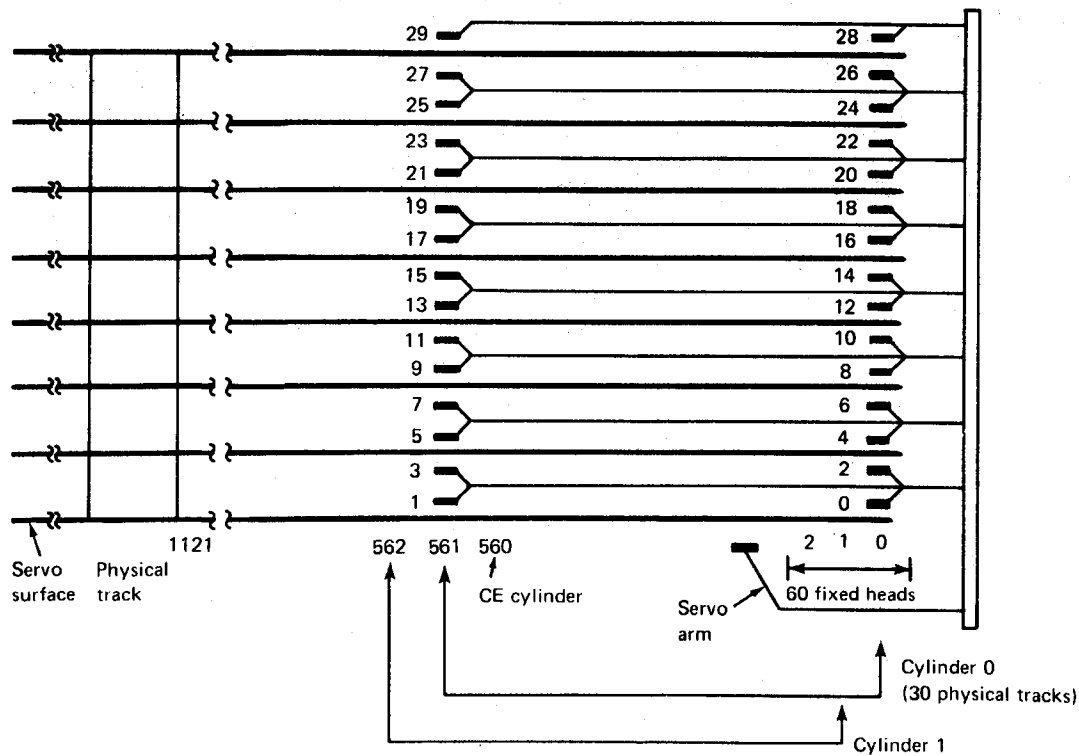 29 28
27 26
25 24
23 22
21 20
19 18
17 16
15 14
13 12
11 10
9 8
7 6
5 4
3 2
1 0
1121 562 561 560 2 1 0
Servo surface
Physical track
CE cylinder
60 fixed heads
Servo arm
Cylinder 0
(30 physical tracks)
Cylinder 1